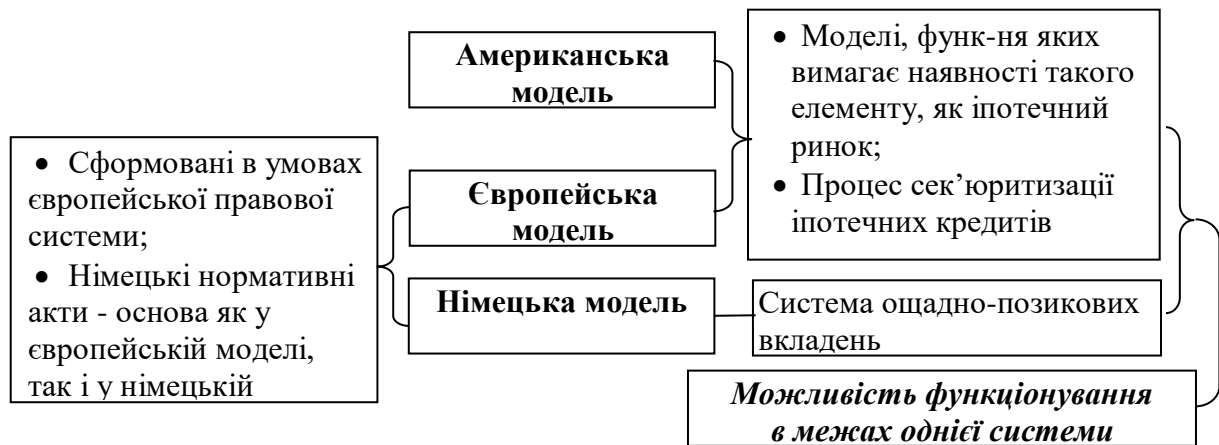 • Сформовані в умовах
європейської правової
системи;
• Німецькі нормативні
акти - основа як у
європейській моделі,
так і у німецькій
Американська
модель
Європейська
модель
Німецька модель
• Моделі, функ-ня яких
вимагає наявності такого
елементу, як іпотечний
ринок;
• Процес сек’юритизації
іпотечних кредитів
Система ощадно-позикових
вкладень
Можливість функціонування
в межах однієї системи